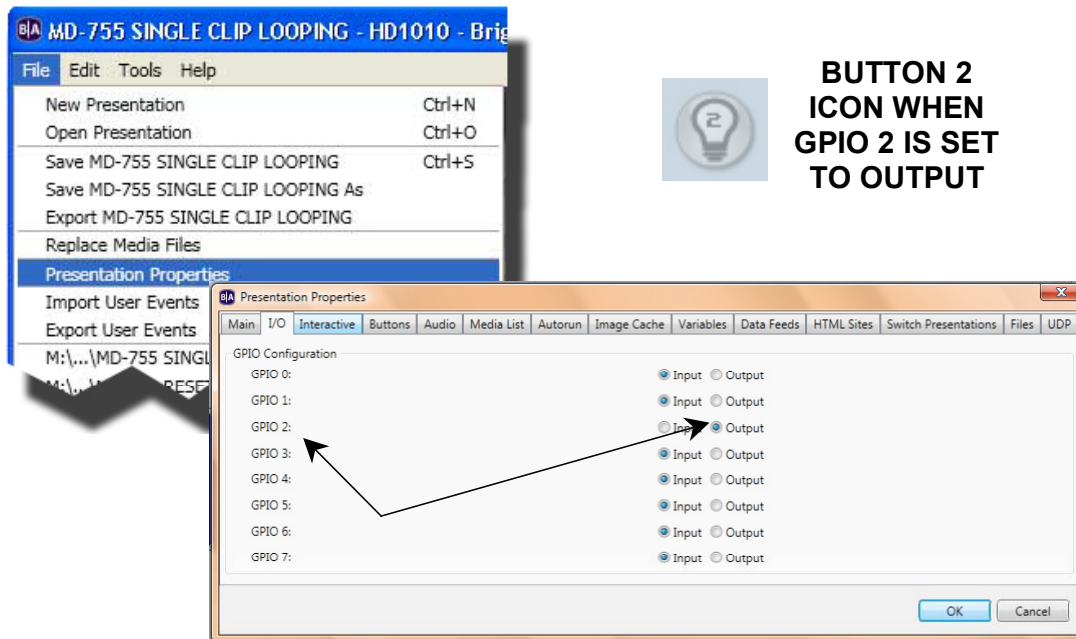 B|A MD-755 SINGLE CLIP LOOPING - HD1010 - Brig
File Edit Tools Help
New Presentation Ctrl+N
Open Presentation Ctrl+O
Save MD-755 SINGLE CLIP LOOPING Ctrl+S
Save MD-755 SINGLE CLIP LOOPING As
Export MD-755 SINGLE CLIP LOOPING
Replace Media Files
Presentation Properties
Import User Events
Export User Events
M:\...\MD-755 SINGL
2
BUTTON 2
ICON WHEN
GPIO 2 IS SET
TO OUTPUT
B|A Presentation Properties
Main I/O Interactive Buttons Audio Media List Autorun Image Cache Variables Data Feeds HTML Sites Switch Presentations Files UDP
GPIO Configuration
GPIO 0: Input Output
GPIO 1: Input Output
GPIO 2: Input Output
GPIO 3: Input Output
GPIO 4: Input Output
GPIO 5: Input Output
GPIO 6: Input Output
GPIO 7: Input Output
OK Cancel